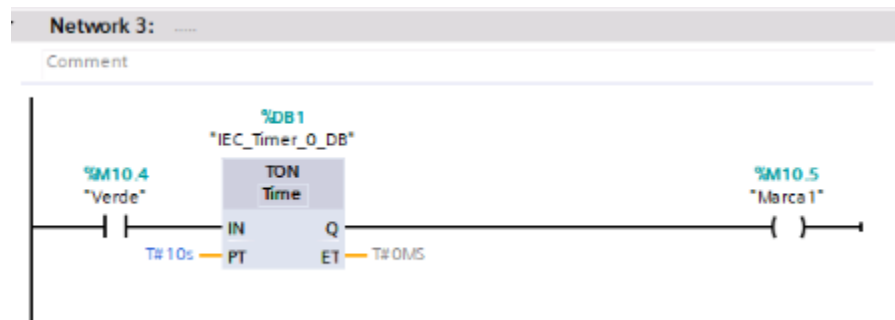 Network 3: .....
Comment
%DB1
"IEC_Timer_0_DB"
%M10.4
"Verde"
TON
Time
%M10.5
"Marca1"
IN
Q
T#10s
PT
ET
T#0MS